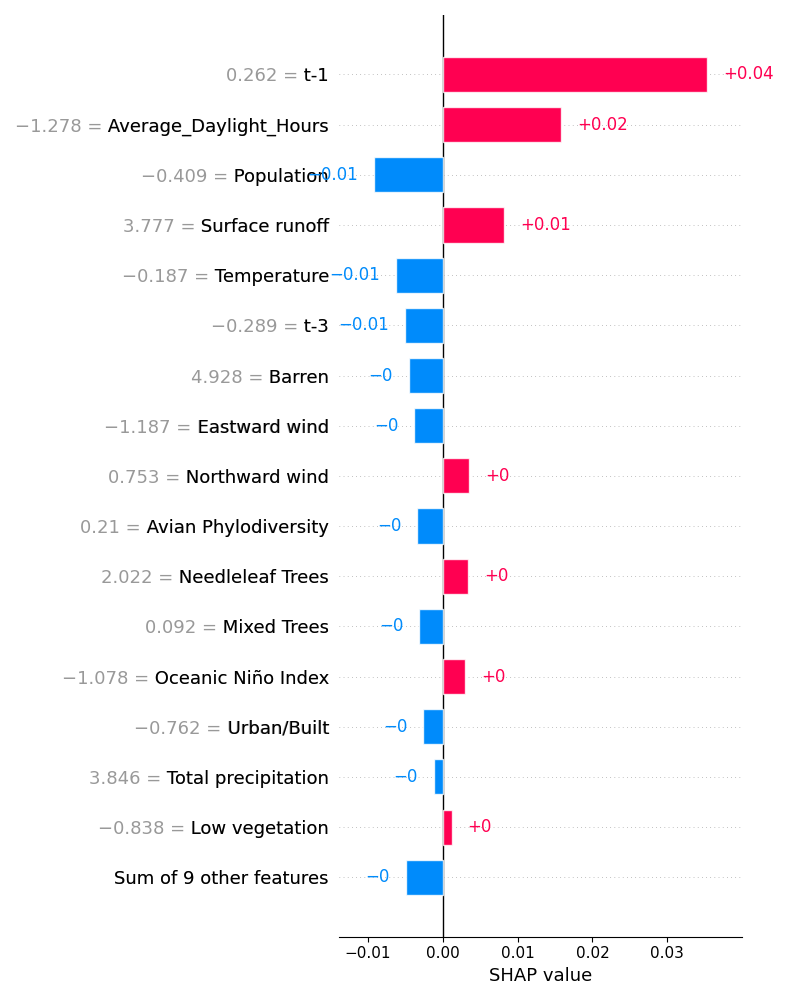 0.262 = t-1 +0.04
−1.278 = Average_Daylight_Hours +0.02
−0.409 = Population −0.01
3.777 = Surface runoff +0.01
−0.187 = Temperature −0.01
−0.289 = t-3 −0.01
4.928 = Barren −0
−1.187 = Eastward wind −0
0.753 = Northward wind +0
0.21 = Avian Phylodiversity −0
2.022 = Needleleaf Trees +0
0.092 = Mixed Trees −0
−1.078 = Oceanic Niño Index +0
−0.762 = Urban/Built −0
3.846 = Total precipitation −0
−0.838 = Low vegetation +0
Sum of 9 other features −0
−0.01 0.00 0.01 0.02 0.03
SHAP value